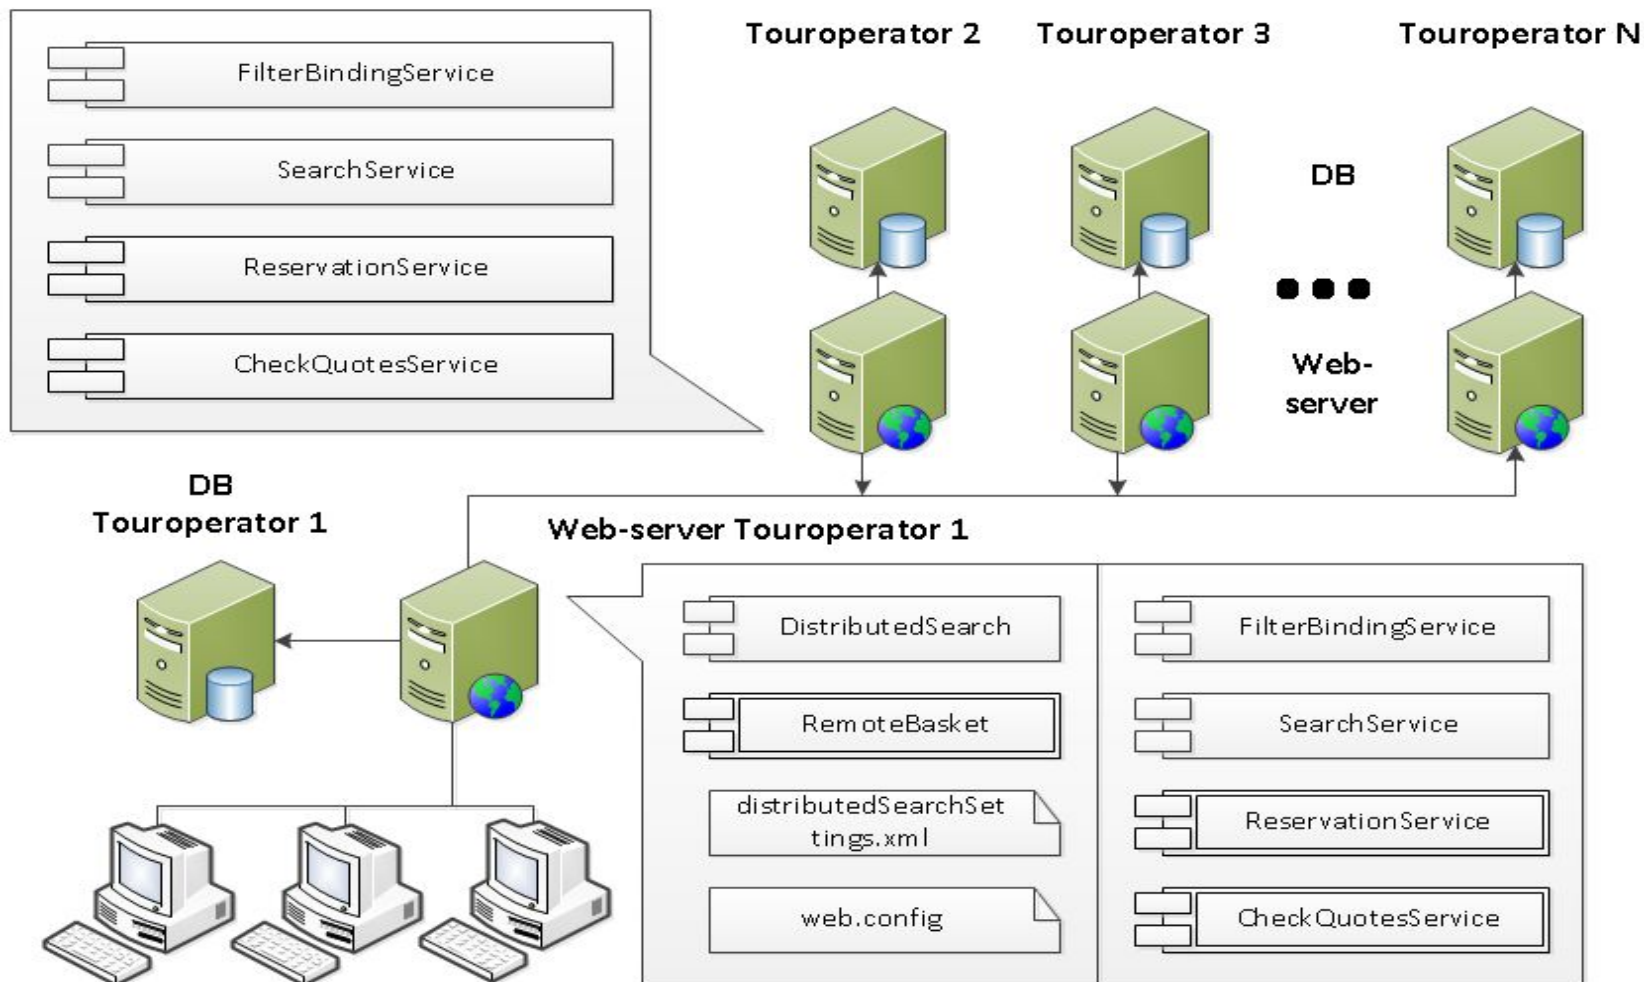 Touroperator 2
Touroperator 3
Touroperator N
FilterBindingService
SearchService
ReservationService
CheckQuotesService
DB
Web-
server
DB
Touroperator 1
Web-server Touroperator 1
DistributedSearch
RemoteBasket
distributedSearchSet
tings.xml
web.config
FilterBindingService
SearchService
ReservationService
CheckQuotesService